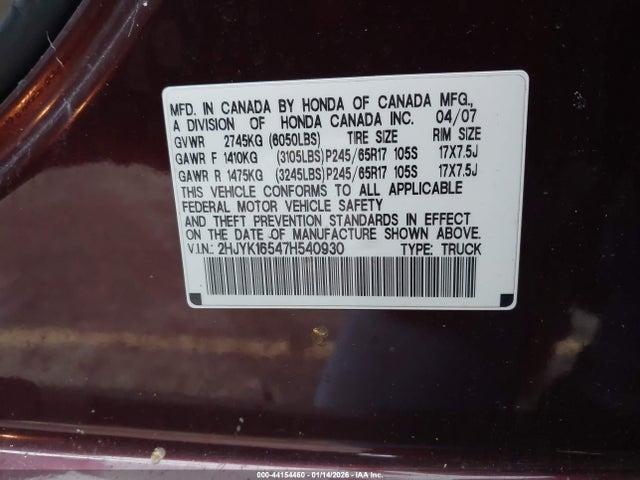 MFD. IN CANADA BY HONDA OF CANADA MFG.,
A DIVISION OF HONDA CANADA INC. 04/07
GVWR 2745KG (6050LBS) TIRE SIZE RIM SIZE
GAWR F 1410KG (3105LBS) P245/65R17 105S 17X7.5J
GAWR R 1475KG (3245LBS) P245/65R17 105S 17X7.5J
THIS VEHICLE CONFORMS TO ALL APPLICABLE
FEDERAL MOTOR VEHICLE SAFETY
AND THEFT PREVENTION STANDARDS IN EFFECT
ON THE DATE OF MANUFACTURE SHOWN ABOVE.
V.I.N.: 2HJYK16547H540930 TYPE: TRUCK
000-44154460 - 01/14/2026 - IAA Inc.